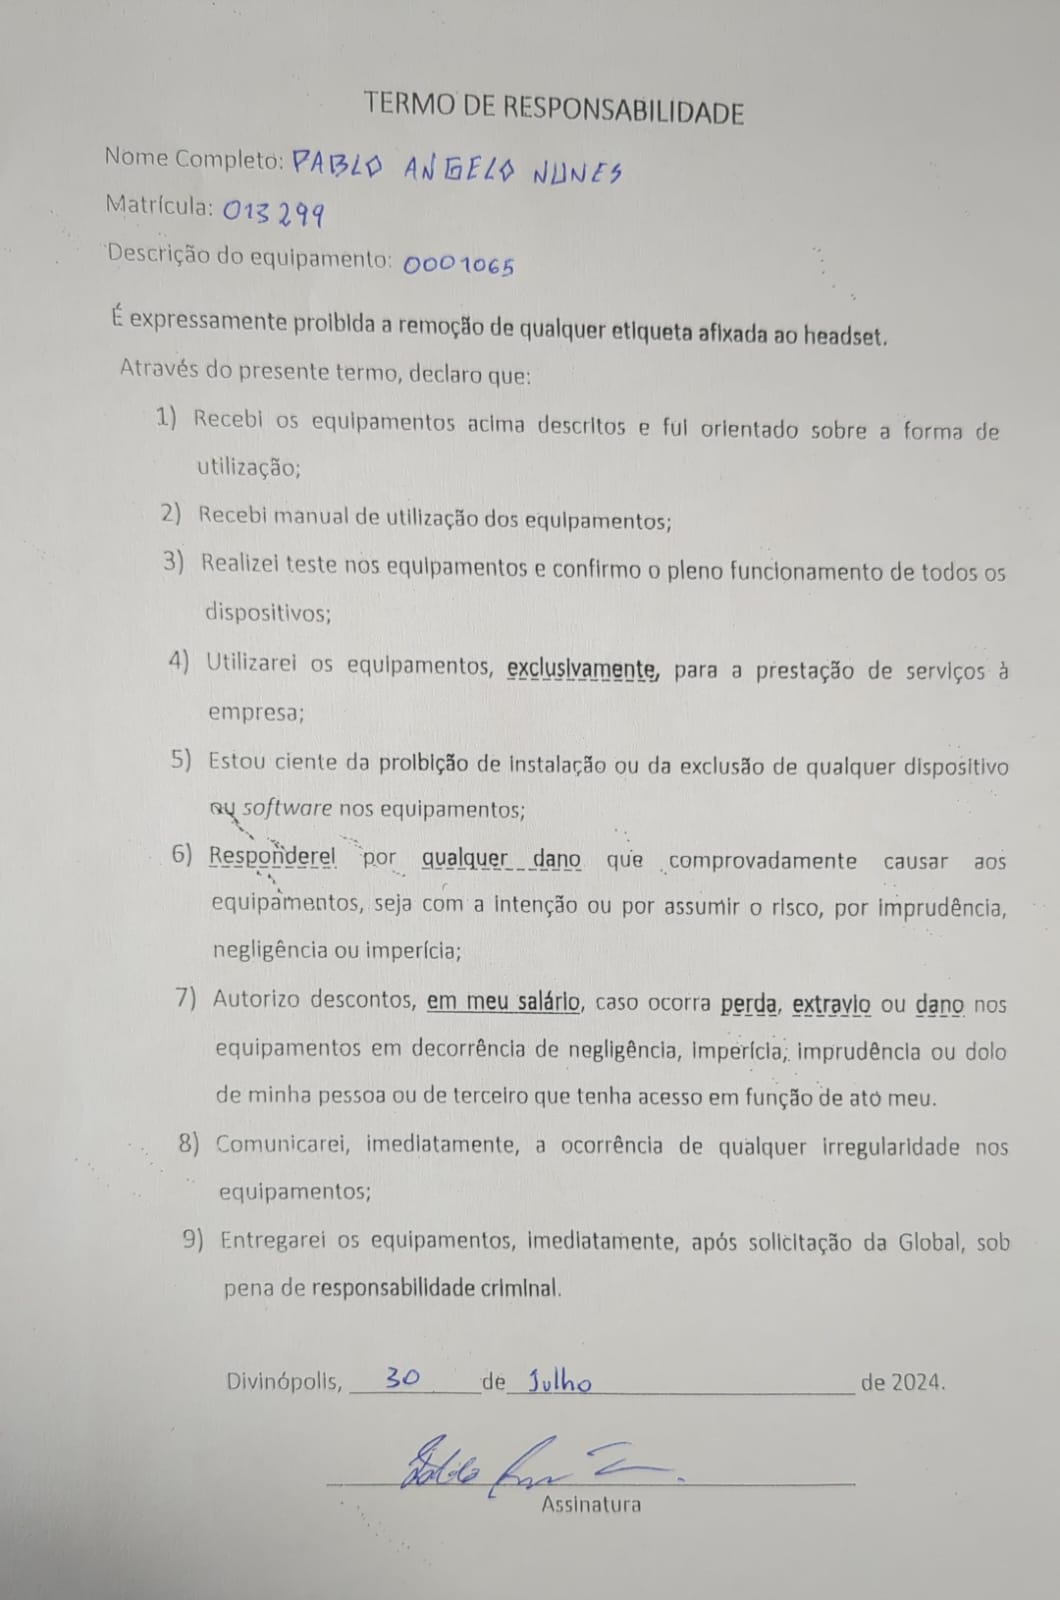 TERMO DE RESPONSABILIDADE
Nome Completo: PABLO ANGELO NUNES
Matrícula: 013299
Descrição do equipamento: 0001065
É expressamente proibida a remoção de qualquer etiqueta afixada ao headset.
Através do presente termo, declaro que:
1) Recebi os equipamentos acima descritos e fui orientado sobre a forma de
utilização;
2) Recebi manual de utilização dos equipamentos;
3) Realizei teste nos equipamentos e confirmo o pleno funcionamento de todos os
dispositivos;
4) Utilizarei os equipamentos, exclusivamente, para a prestação de serviços à
empresa;
5) Estou ciente da proibição de instalação ou da exclusão de qualquer dispositivo
ou software nos equipamentos;
6) Responderei por qualquer dano que comprovadamente causar aos
equipamentos, seja com a intenção ou por assumir o risco, por imprudência,
negligência ou imperícia;
7) Autorizo descontos, em meu salário, caso ocorra perda, extravio ou dano nos
equipamentos em decorrência de negligência, imperícia, imprudência ou dolo
de minha pessoa ou de terceiro que tenha acesso em função de ato meu.
8) Comunicarei, imediatamente, a ocorrência de qualquer irregularidade nos
equipamentos;
9) Entregarei os equipamentos, imediatamente, após solicitação da Global, sob
pena de responsabilidade criminal.
Divinópolis, 30 de Julho de 2024.
Assinatura